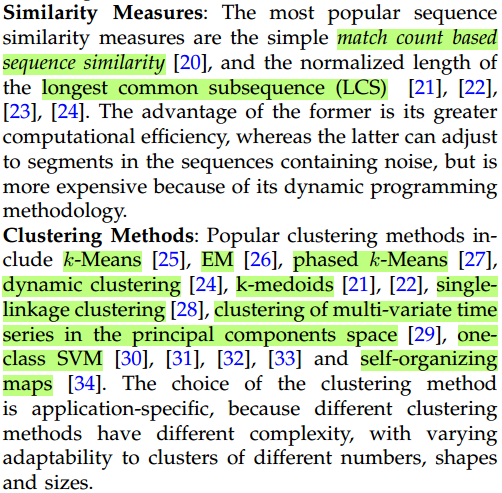 Similarity Measures: The most popular sequence
similarity measures are the simple match count based
sequence similarity [20], and the normalized length of
the longest common subsequence (LCS) [21], [22],
[23], [24]. The advantage of the former is its greater
computational efficiency, whereas the latter can adjust
to segments in the sequences containing noise, but is
more expensive because of its dynamic programming
methodology.
Clustering Methods: Popular clustering methods in-
clude k-Means [25], EM [26], phased k-Means [27],
dynamic clustering [24], k-medoids [21], [22], single-
linkage clustering [28], clustering of multi-variate time
series in the principal components space [29], one-
class SVM [30], [31], [32], [33] and self-organizing
maps [34]. The choice of the clustering method
is application-specific, because different clustering
methods have different complexity, with varying
adaptability to clusters of different numbers, shapes
and sizes.